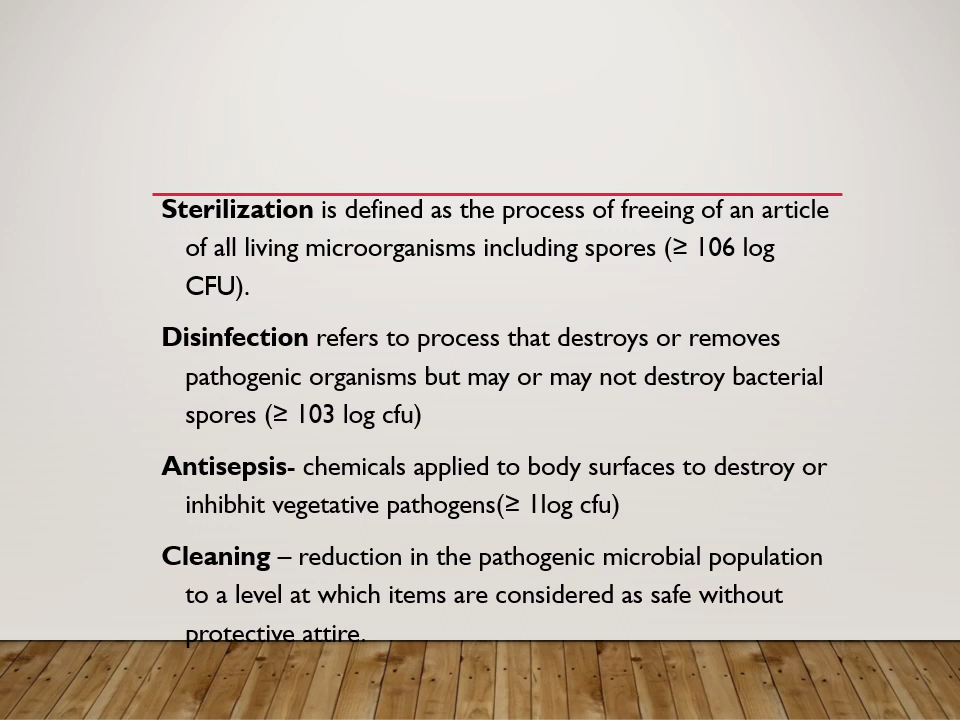 Sterilization is defined as the process of freeing of an article
of all living microorganisms including spores (≥ 106 log
CFU).
Disinfection refers to process that destroys or removes
pathogenic organisms but may or may not destroy bacterial
spores (≥ 103 log cfu)
Antisepsis- chemicals applied to body surfaces to destroy or
inhibhit vegetative pathogens(≥ 1log cfu)
Cleaning – reduction in the pathogenic microbial population
to a level at which items are considered as safe without
protective attire.